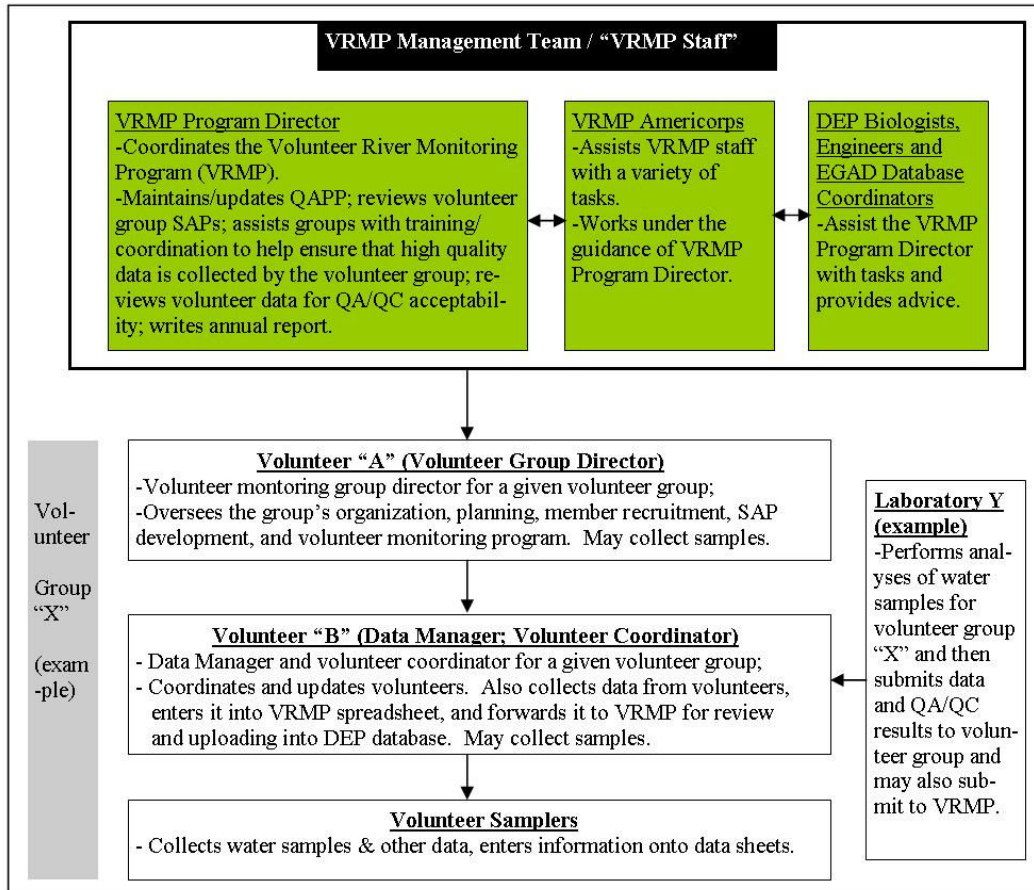 VRMP Management Team / “VRMP Staff”
VRMP Program Director
-Coordinates the Volunteer River Monitoring
Program (VRMP).
-Maintains/updates QAPP; reviews volunteer
group SAPs; assists groups with training/
coordination to help ensure that high quality
data is collected by the volunteer group; re-
views volunteer data for QA/QC acceptabil-
ity; writes annual report.
VRMP Americorps
-Assists VRMP staff
with a variety of
tasks.
-Works under the
guidance of VRMP
Program Director.
DEP Biologists,
Engineers and
EGAD Database
Coordinators
-Assist the VRMP
Program Director
with tasks and
provides advice.
Vol-
unteer
Group
“X”
(exam
-ple)
Volunteer “A” (Volunteer Group Director)
-Volunteer montoring group director for a given volunteer group;
-Oversees the group’s organization, planning, member recruitment, SAP
development, and volunteer monitoring program.  May collect samples.
Volunteer “B” (Data Manager; Volunteer Coordinator)
- Data Manager and volunteer coordinator for a given volunteer group;
- Coordinates and updates volunteers.  Also collects data from volunteers,
enters it into VRMP spreadsheet, and forwards it to VRMP for review
and uploading into DEP database.  May collect samples.
Volunteer Samplers
- Collects water samples & other data, enters information onto data sheets.
Laboratory Y
(example)
-Performs anal-
yses of water
samples for
volunteer group
“X” and then
submits data
and QA/QC
results to volun-
teer group and
may also sub-
mit to VRMP.